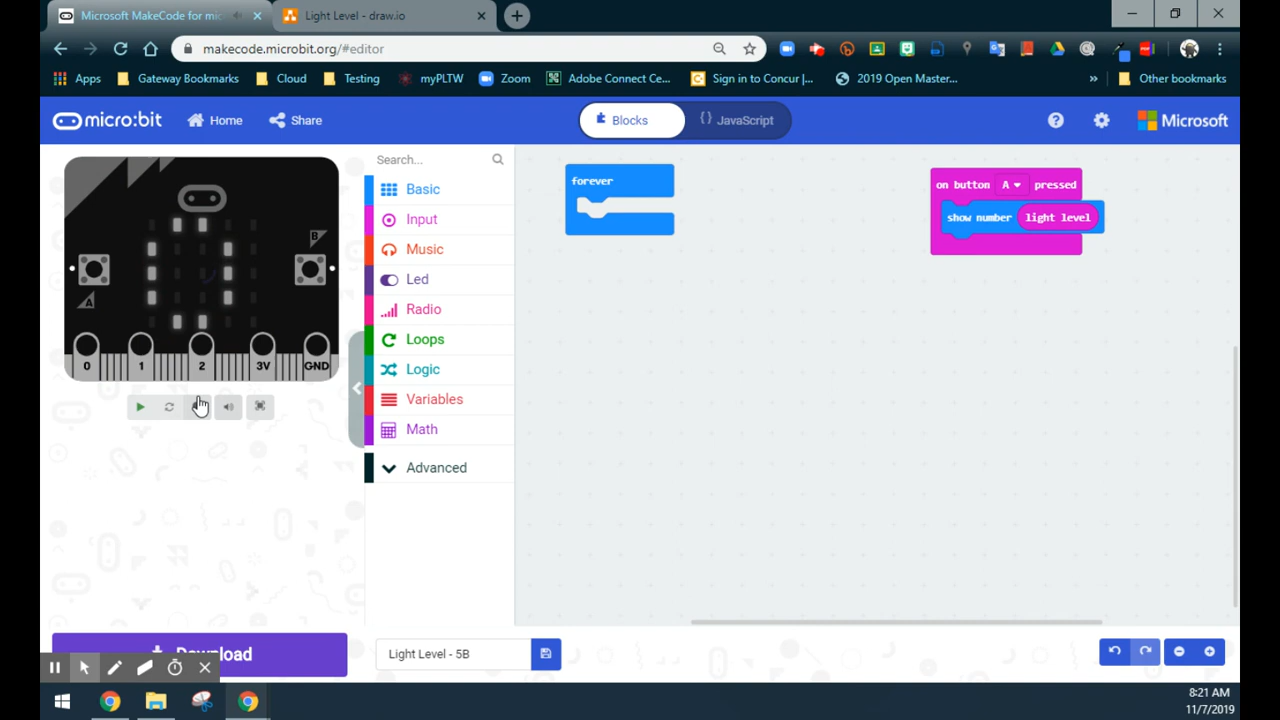 Microsoft MakeCode for mic
Light Level - draw.io
makecode.microbit.org/#editor
Apps
Gateway Bookmarks
Cloud
Testing
myPLTW
Zoom
Adobe Connect Ce...
Sign in to Concur |...
2019 Open Master...
»
Other bookmarks
micro:bit
Home
Share
Blocks
{} JavaScript
Microsoft
Search...
Basic
Input
Music
Led
Radio
Loops
Logic
Variables
Math
Advanced
A
B
0
1
2
3V
GND
forever
on button A pressed
show number light level
Download
Light Level - 5B
8:21 AM
11/7/2019